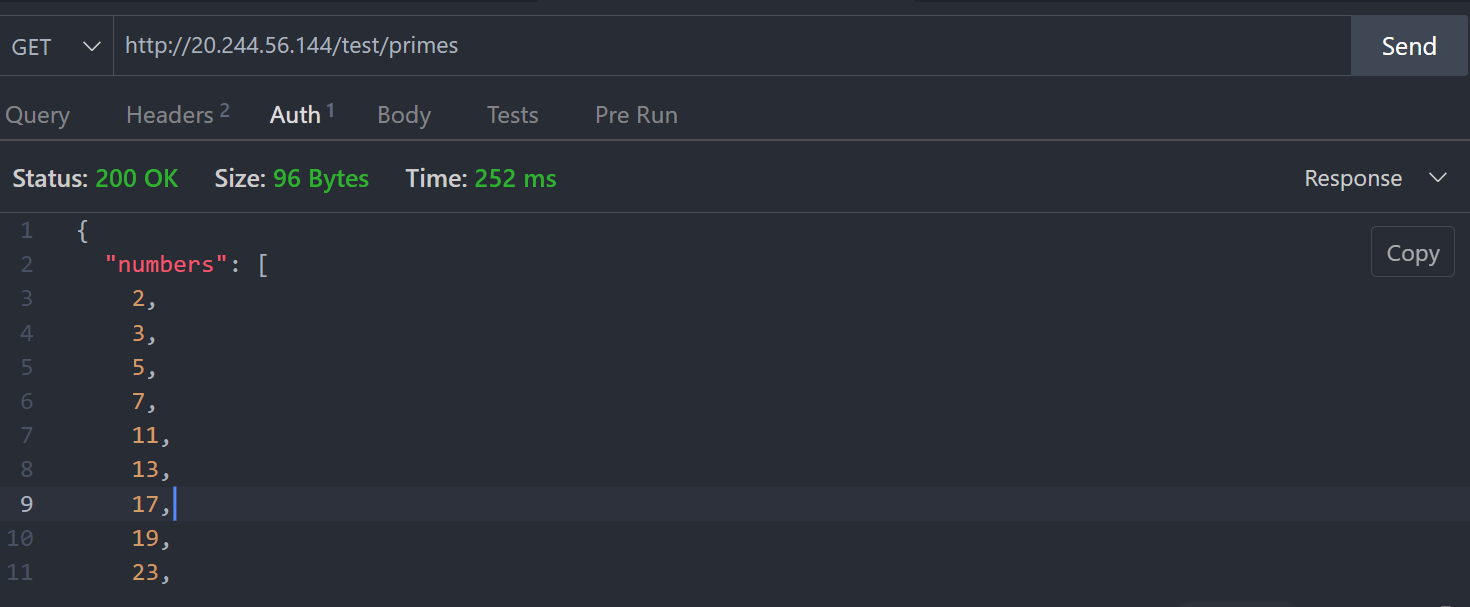 GET http://20.244.56.144/test/primes Send
Query Headers 2 Auth 1 Body Tests Pre Run
Status: 200 OK Size: 96 Bytes Time: 252 ms Response
1 {
Copy
2 "numbers": [
3 2,
4 3,
5 5,
6 7,
7 11,
8 13,
9 17,
10 19,
11 23,